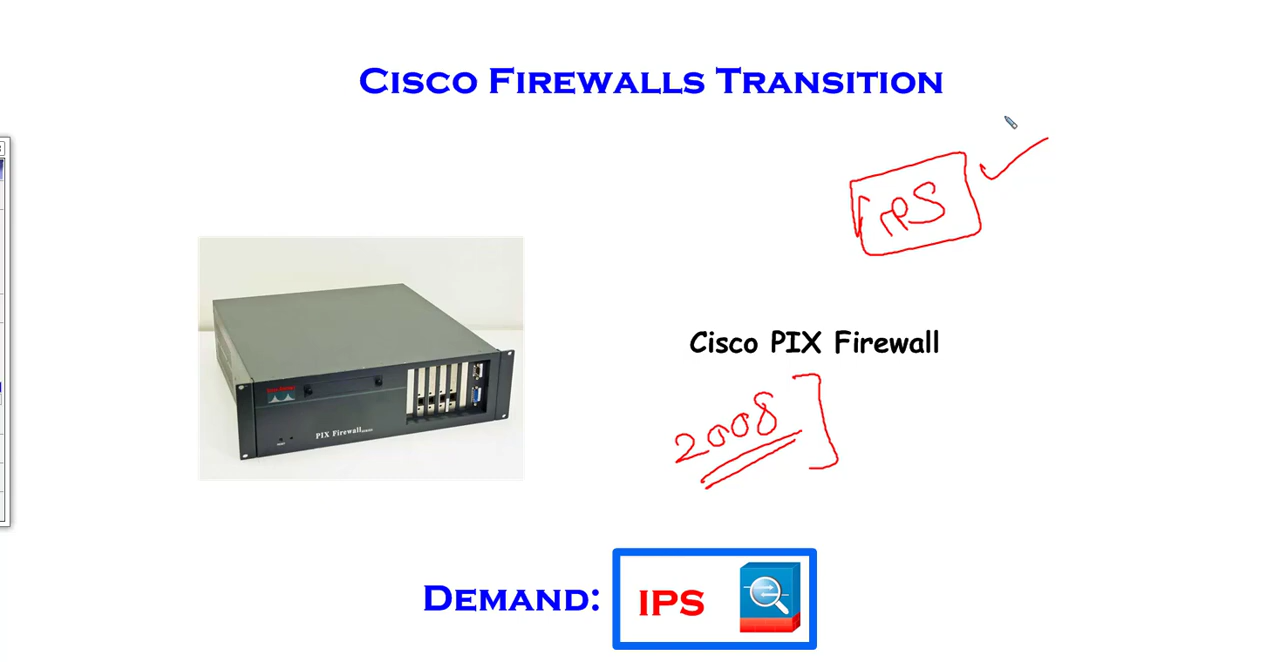 CISCO FIREWALLS TRANSITION
IPS
Cisco PIX Firewall
2008
PIX Firewall
DEMAND:
IPS